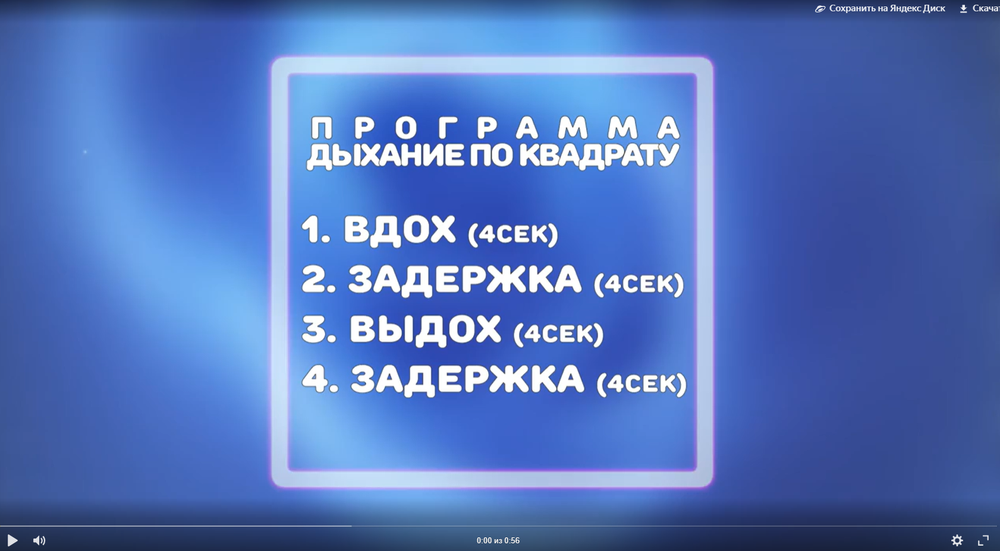 Сохранить на Яндекс Диск
ПРОГРАММА
ДЫХАНИЕ ПО КВАДРАТУ
1. ВДОХ (4СЕК)
2. ЗАДЕРЖКА (4СЕК)
3. ВЫДОХ (4СЕК)
4. ЗАДЕРЖКА (4СЕК)
0:00 из 0:56